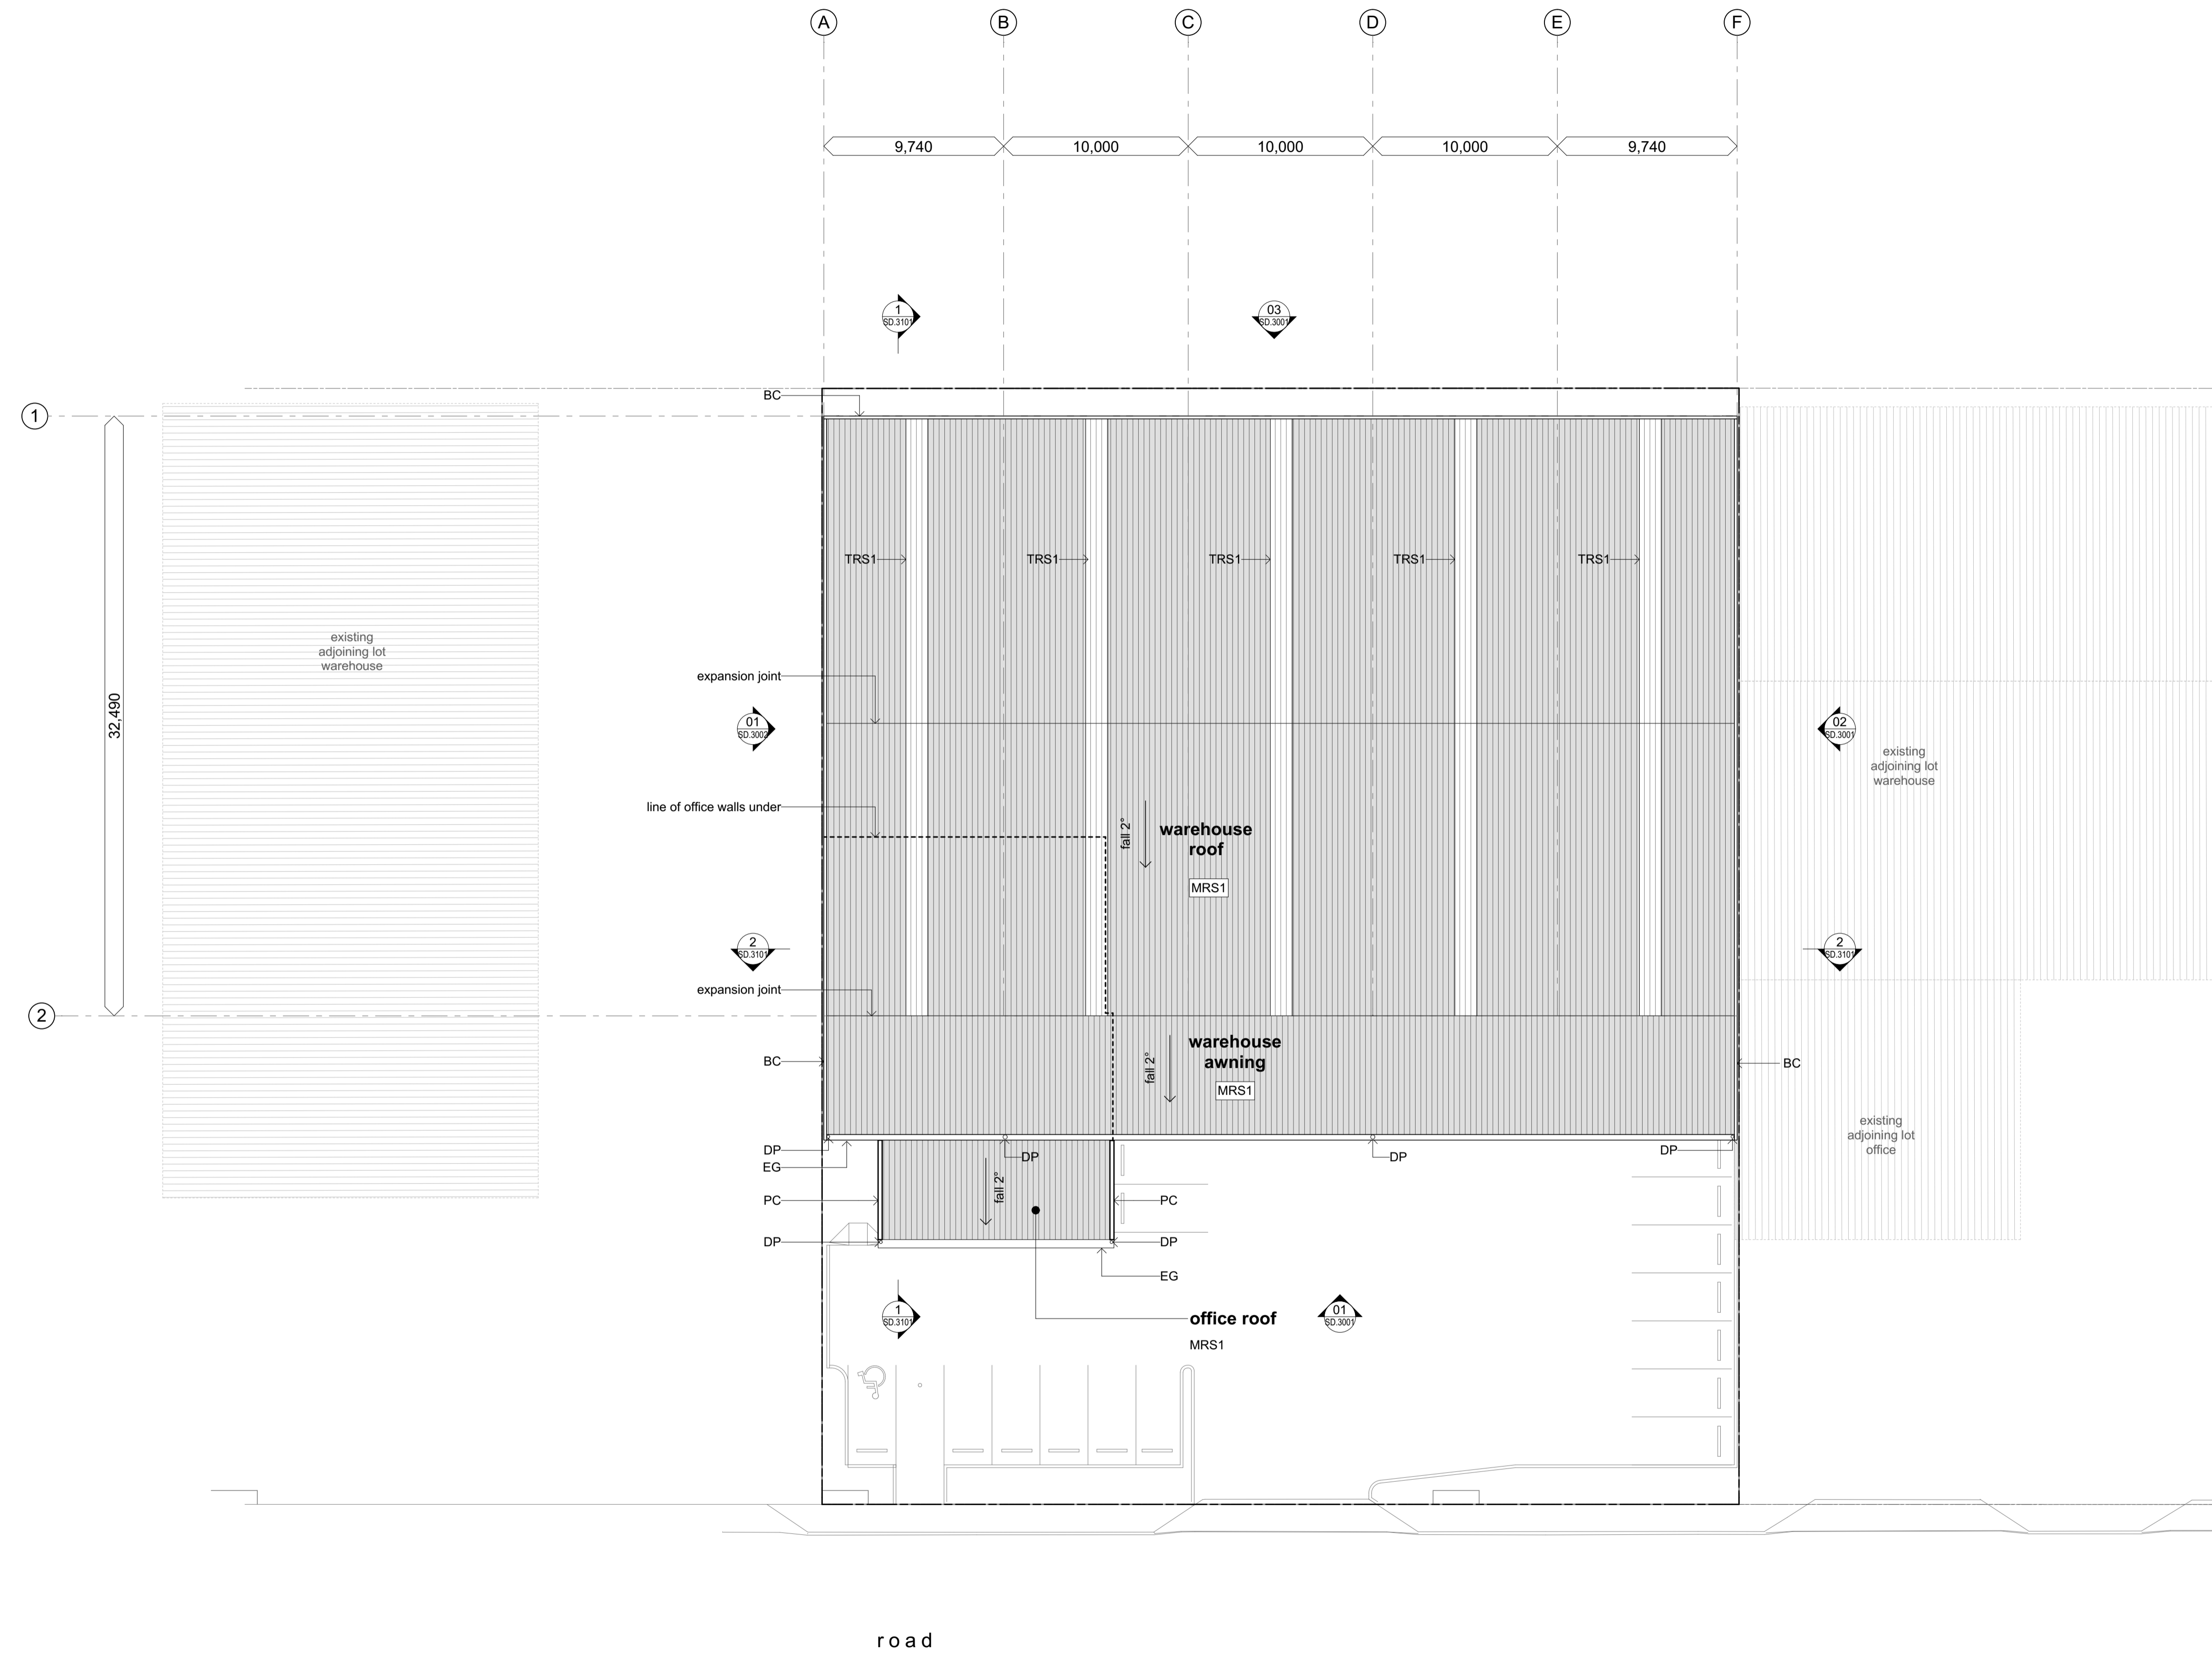 A
B
C
D
E
F
9,740
10,000
10,000
10,000
9,740
1
SD.3101
03
SD.3001
BC
1
TRS1
TRS1
TRS1
TRS1
TRS1
existing
adjoining lot
warehouse
expansion joint
32,490
01
SD.3002
02
SD.3001
existing
adjoining lot
warehouse
line of office walls under
fall 2°
warehouse
roof
MRS1
2
SD.3101
2
SD.3101
expansion joint
2
warehouse
awning
fall 2°
MRS1
BC
BC
existing
adjoining lot
office
DP
DP
DP
DP
EG
fall 2°
PC
PC
DP
DP
EG
1
SD.3101
office roof
MRS1
01
SD.3001
road